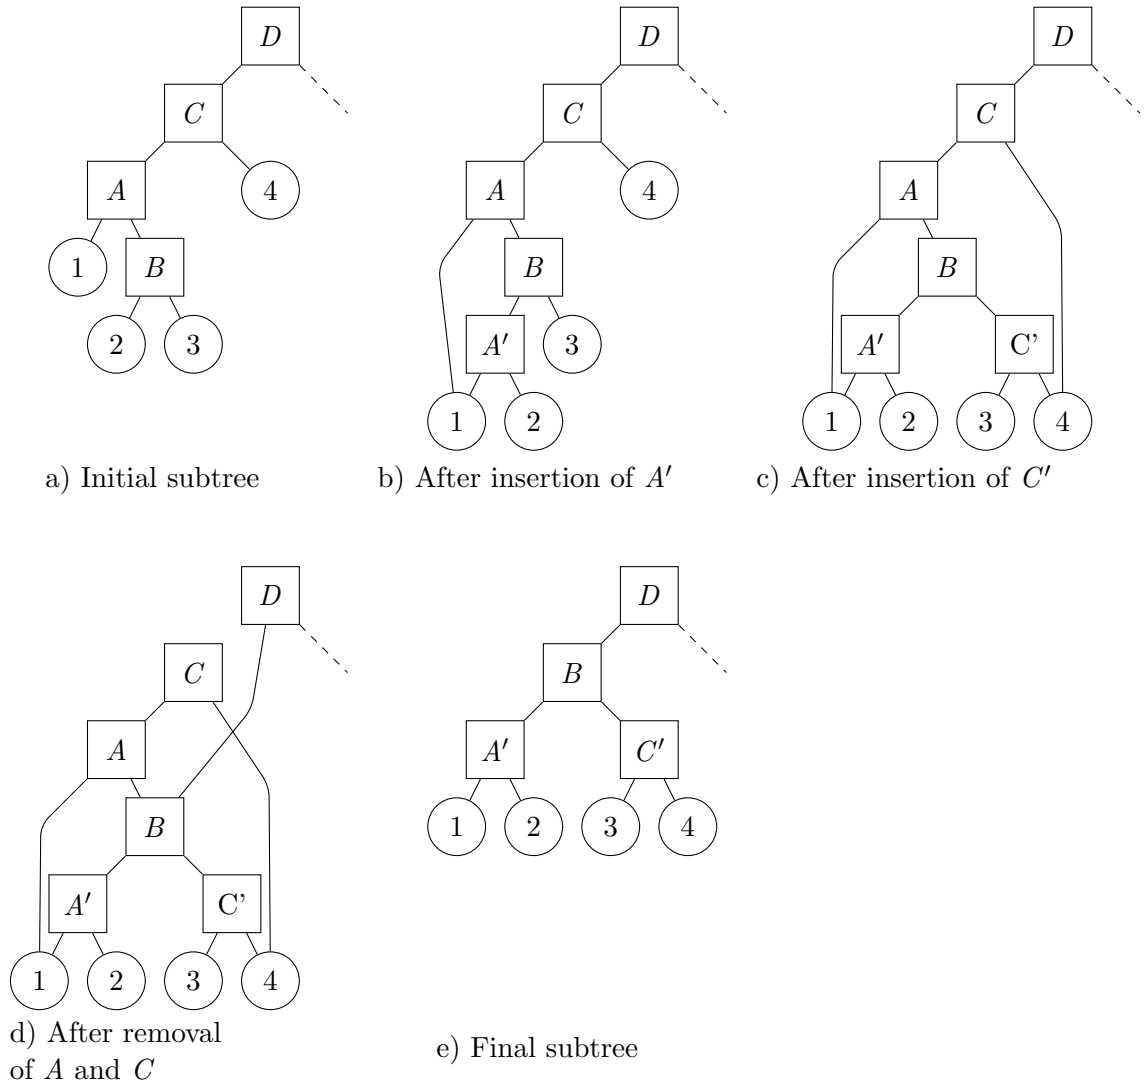 D
C
A 4
1 B
2 3
a) Initial subtree
D
C
A 4
B
A′ 3
1 2
b) After insertion of A′
D
C
A
B
A′ C’
1 2 3 4
c) After insertion of C′
D
C
A
B
A′ C’
1 2 3 4
d) After removal
of A and C
D
B
A′ C′
1 2 3 4
e) Final subtree